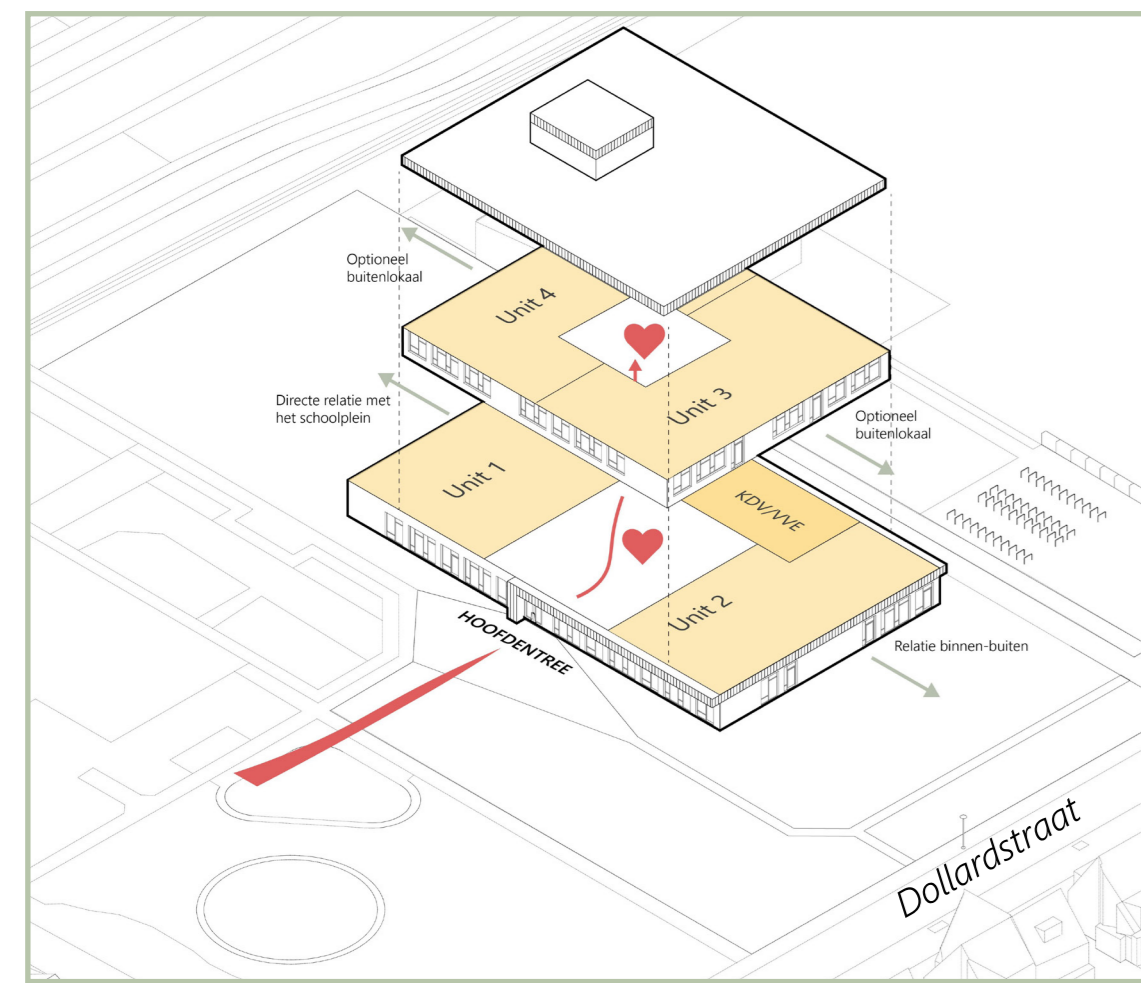 Optioneel
buitenlokaal
Unit 4
Directe relatie met
het schoolplein
Unit 3
Optioneel
buitenlokaal
Unit 1
KDV/VVE
Unit 2
HOOFDENTREE
Relatie binnen-buiten
Dollardstraat